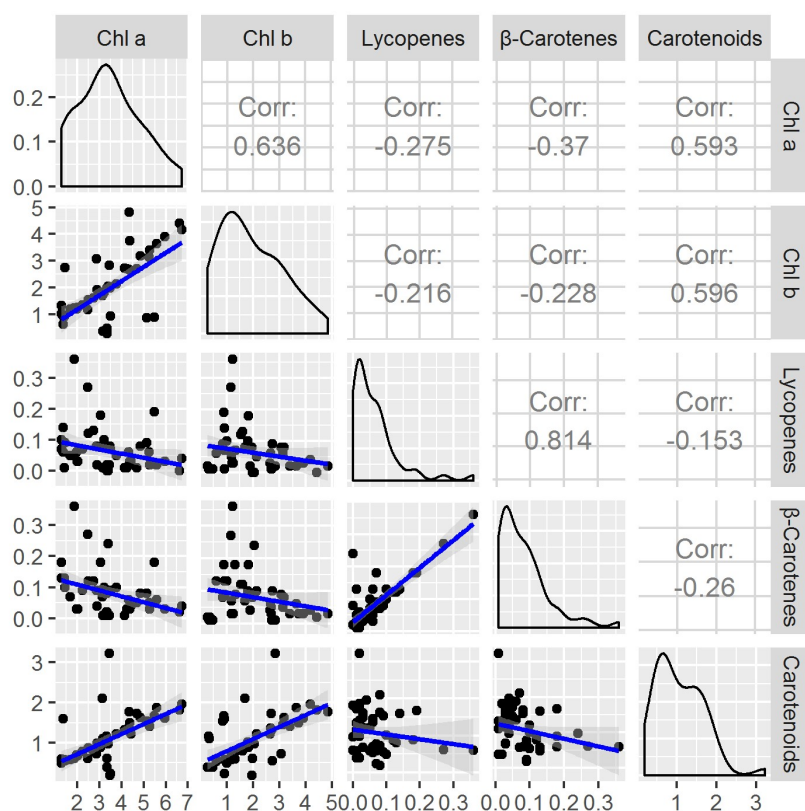 Chl a Chl b Lycopenes β-Carotenes Carotenoids
0.2
0.1
0.0
Corr:
0.636
Corr:
-0.275
Corr:
-0.37
Corr:
0.593
Chl a
5
4
3
2
1
Corr:
-0.216
Corr:
-0.228
Corr:
0.596
Chl b
0.3
0.2
0.1
0.0
Corr:
0.814
Corr:
-0.153
Lycopenes
0.3
0.2
0.1
0.0
Corr:
-0.26
β-Carotenes
3
2
1
Carotenoids
2 3 4 5 6 7 1 2 3 4 5 0.0 0.1 0.2 0.3 0.0 0.1 0.2 0.3 1 2 3